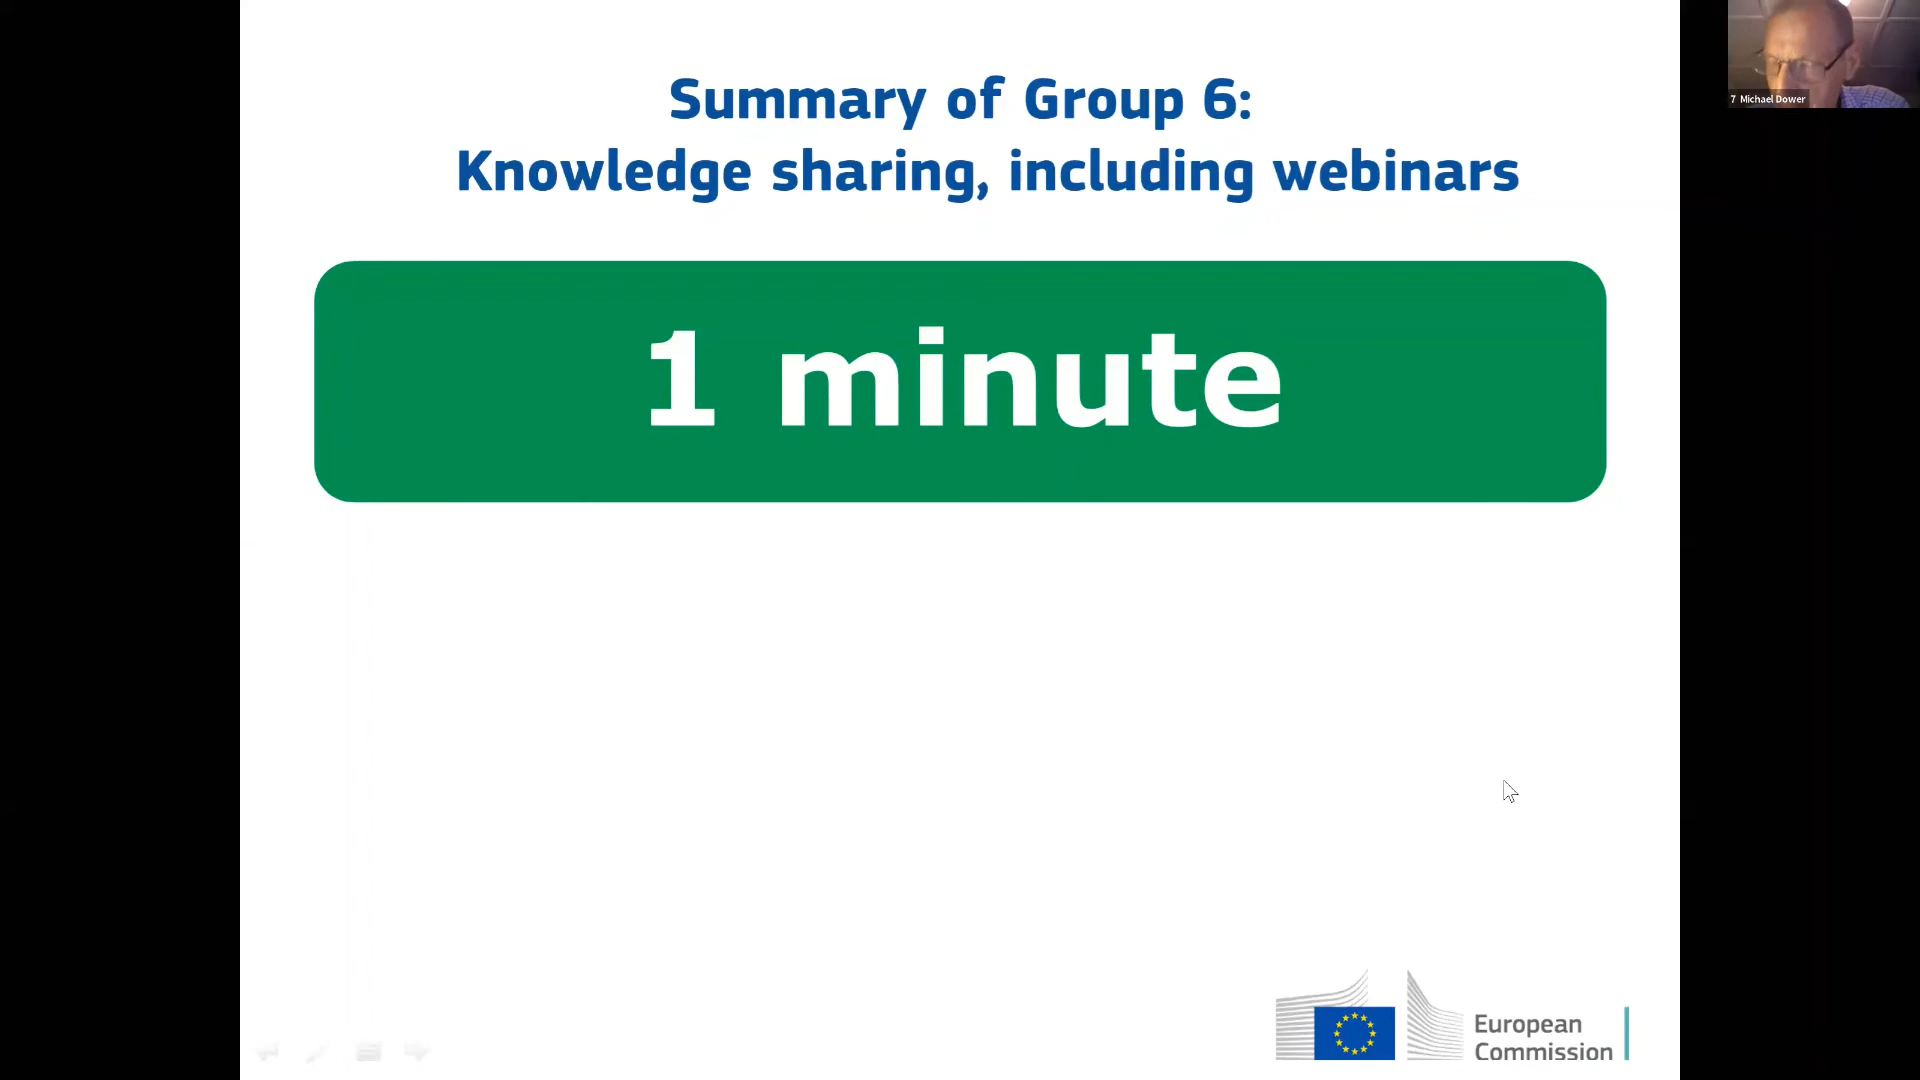 Summary of Group 6:
Knowledge sharing, including webinars
7 Michael Dower
1 minute
European
Commission